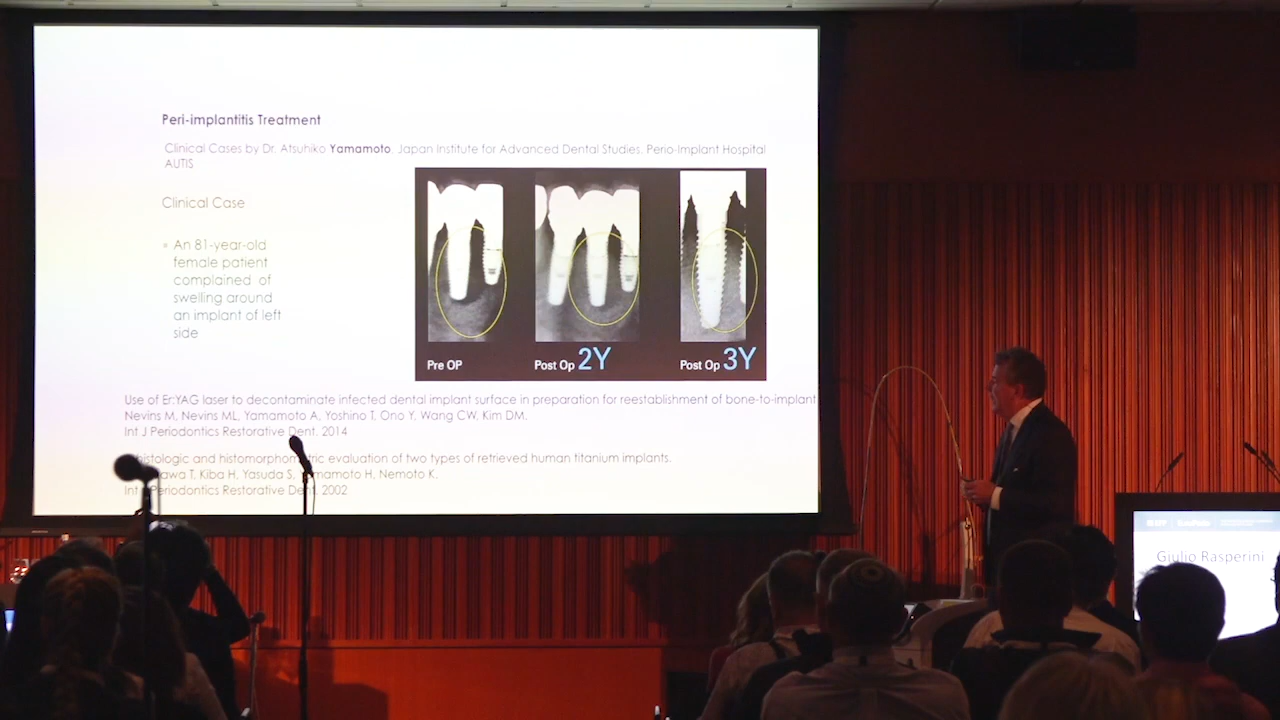 Peri-implantitis Treatment
Clinical Cases by Dr. Atsuhiko Yamamoto, Japan Institute for Advanced Dental Studies, Perio-Implant Hospital
AUTIS
Clinical Case
An 81-year-old
female patient
complained of
swelling around
an implant of left
side
Pre OP
Post Op 2Y
Post Op 3Y
Use of Er:YAG laser to decontaminate infected dental implant surface in preparation for reestablishment of bone-to-implant
Nevins M, Nevins ML, Yamamoto A, Yoshino T, Ono Y, Wang CW, Kim DM.
Int J Periodontics Restorative Dent. 2014
histologic and histomorphometric evaluation of two types of retrieved human titanium implants.
T, Kiba H, Yasuda S, Yamamoto H, Nemoto K.
Int J Periodontics Restorative Dent. 2002
Giulio Rasperini